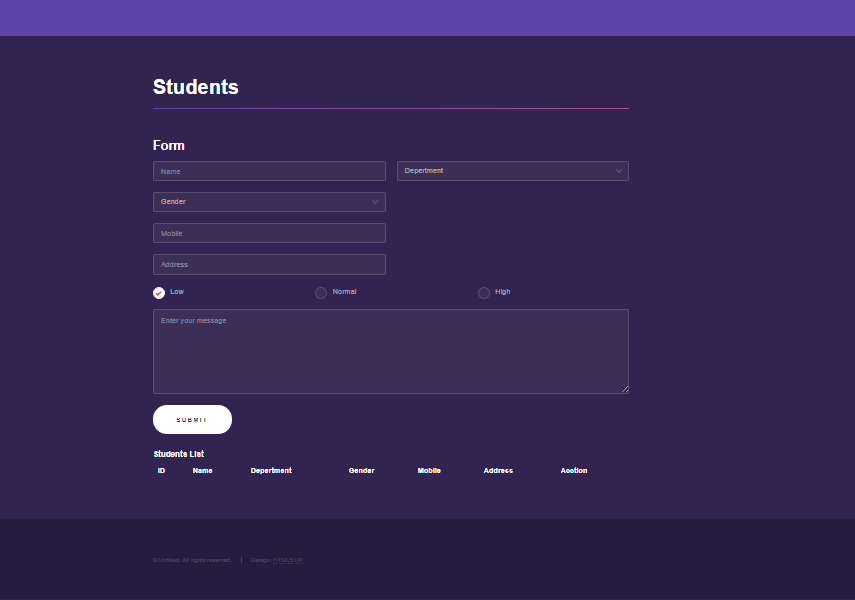 Students
Form
Name
Depertment
Gender
Mobile
Address
Low Normal High
Enter your message
SUBMIT
Students List
ID Name Depertment Gender Mobile Address Acction
© Untitled. All rights reserved. Design: HTML5 UP